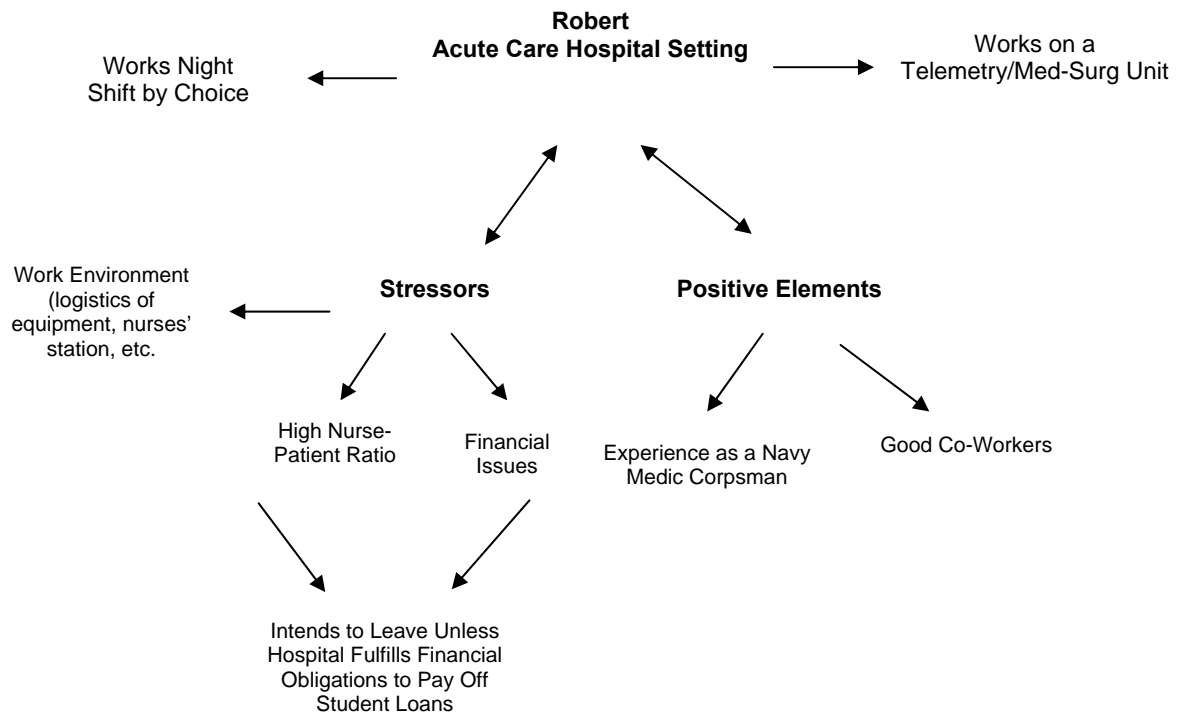 Robert
Acute Care Hospital Setting
Works Night
Shift by Choice
Works on a
Telemetry/Med-Surg Unit
Work Environment
(logistics of
equipment, nurses’
station, etc.
Stressors
Positive Elements
High Nurse-
Patient Ratio
Financial
Issues
Experience as a Navy
Medic Corpsman
Good Co-Workers
Intends to Leave Unless
Hospital Fulfills Financial
Obligations to Pay Off
Student Loans